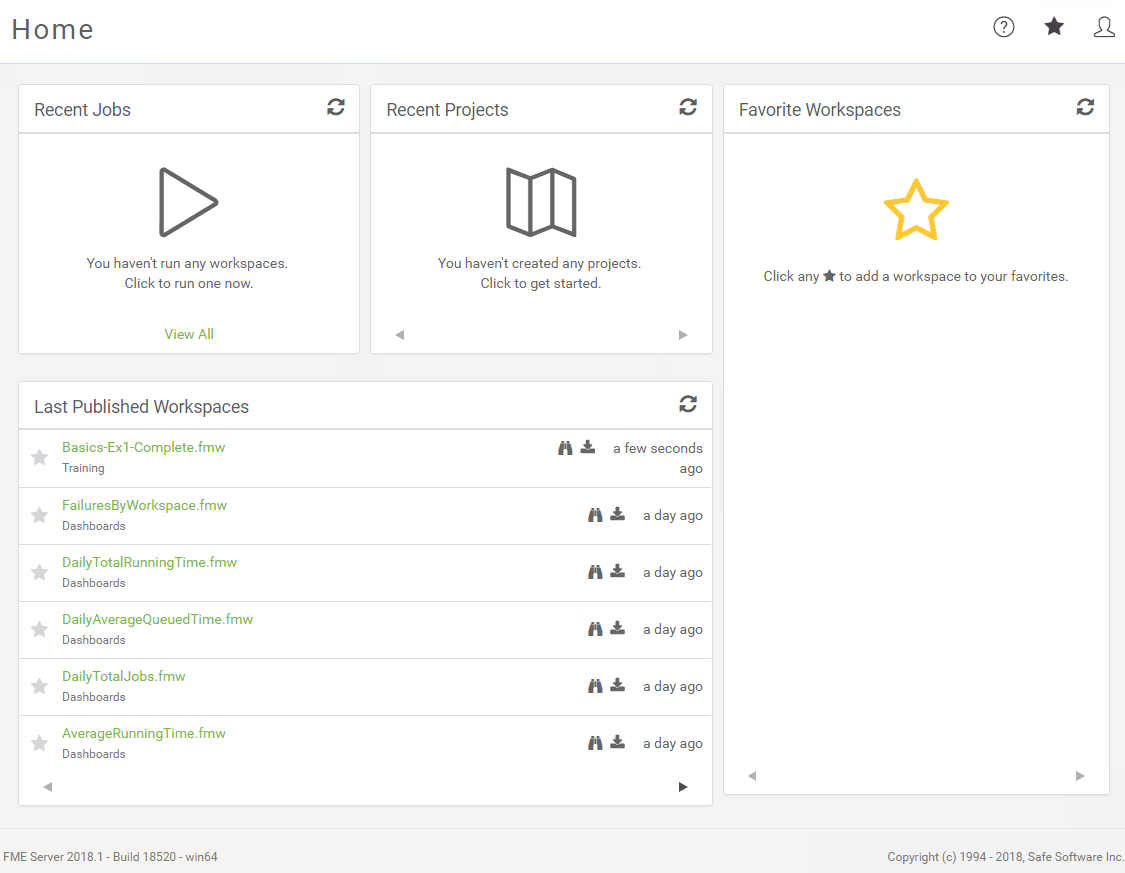 Home
Recent Jobs
You haven't run any workspaces.
Click to run one now.
View All
Recent Projects
You haven't created any projects.
Click to get started.
Favorite Workspaces
Click any ★ to add a workspace to your favorites.
Last Published Workspaces
Basics-Ex1-Complete.fmw
Training
a few seconds
ago
FailuresByWorkspace.fmw
Dashboards
a day ago
DailyTotalRunningTime.fmw
Dashboards
a day ago
DailyAverageQueuedTime.fmw
Dashboards
a day ago
DailyTotalJobs.fmw
Dashboards
a day ago
AverageRunningTime.fmw
Dashboards
a day ago
FME Server 2018.1 - Build 18520 - win64
Copyright (c) 1994 - 2018, Safe Software Inc.